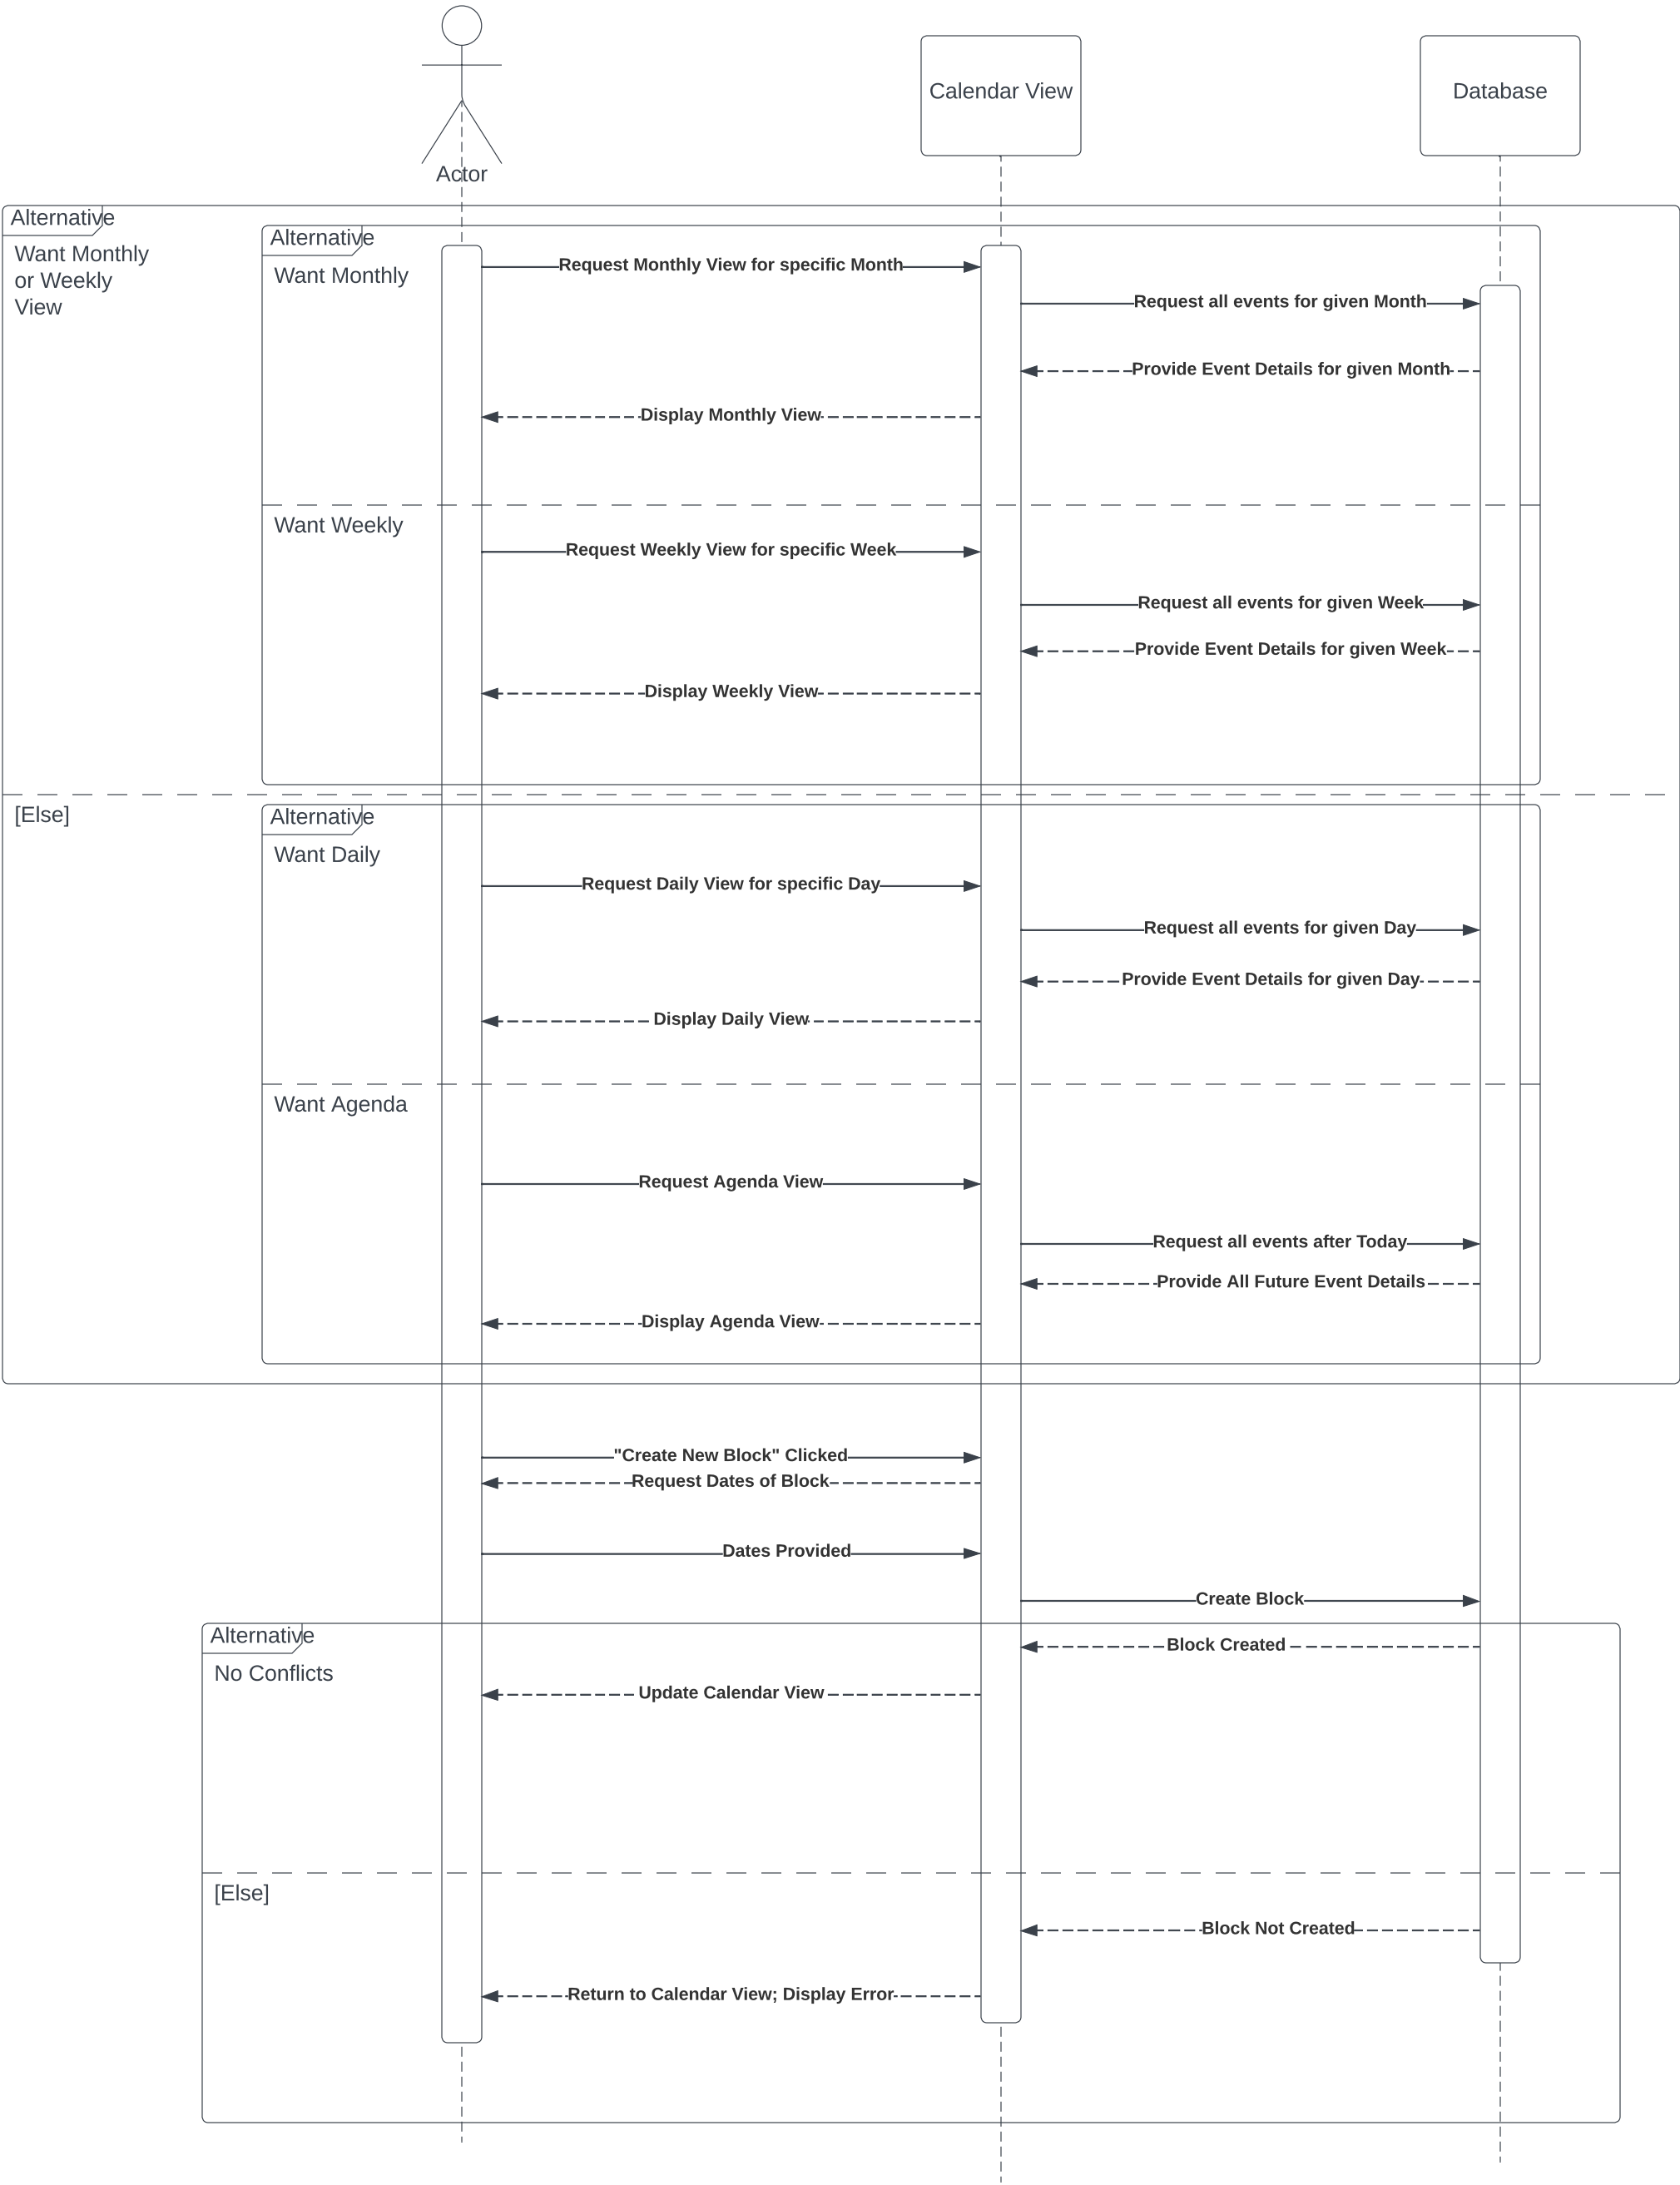 Actor
Calendar View
Database
Alternative
Want Monthly
or Weekly
View
Alternative
Want Monthly
Request Monthly View for specific Month
Request all events for given Month
Provide Event Details for given Month
Display Monthly View
Want Weekly
Request Weekly View for specific Week
Request all events for given Week
Provide Event Details for given Week
Display Weekly View
[Else]
Alternative
Want Daily
Request Daily View for specific Day
Request all events for given Day
Provide Event Details for given Day
Display Daily View
Want Agenda
Request Agenda View
Request all events after Today
Provide All Future Event Details
Display Agenda View
"Create New Block" Clicked
Request Dates of Block
Dates Provided
Create Block
Alternative
No Conflicts
Block Created
Update Calendar View
[Else]
Block Not Created
Return to Calendar View; Display Error